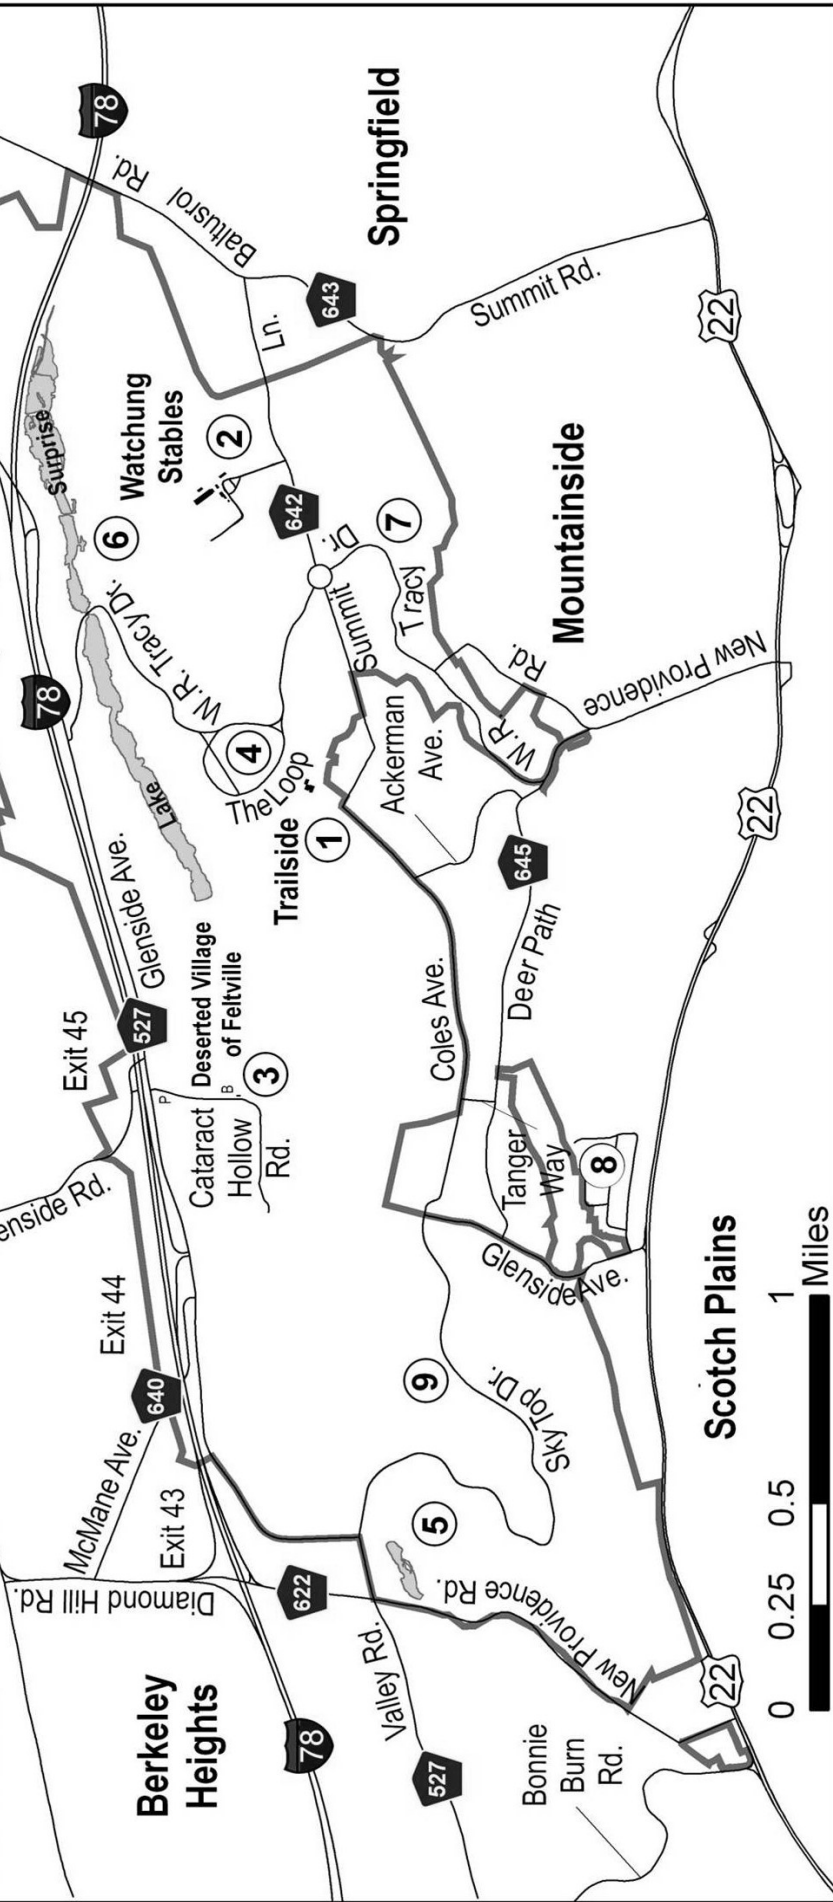 Berkeley
Heights
Diamond Hill Rd.
McMane Ave.
Exit 43
640
Exit 44
enside Rd.
Exit 45
527
Glenside Ave.
78
78
78
Lake
Surprise
622
Valley Rd.
527
Cataract
Hollow
Rd.
P
B
Deserted Village
of Feltville
3
Trailside
1
The Loop
4
W.R. Tracy Dr.
6
Watchung
Stables
2
642
Summit
Ln.
Baltusrol
Rd.
643
Springfield
Summit Rd.
7
W.R.
Tracy
Dr.
Ackerman
Ave.
Coles Ave.
645
Deer Path
New Providence
Rd.
Mountainside
5
New Providence Rd.
9
Sky Top Dr.
Glenside Ave.
Tanger
Way
8
Bonnie
Burn
Rd.
22
22
22
Scotch Plains
0
0.25
0.5
1
Miles